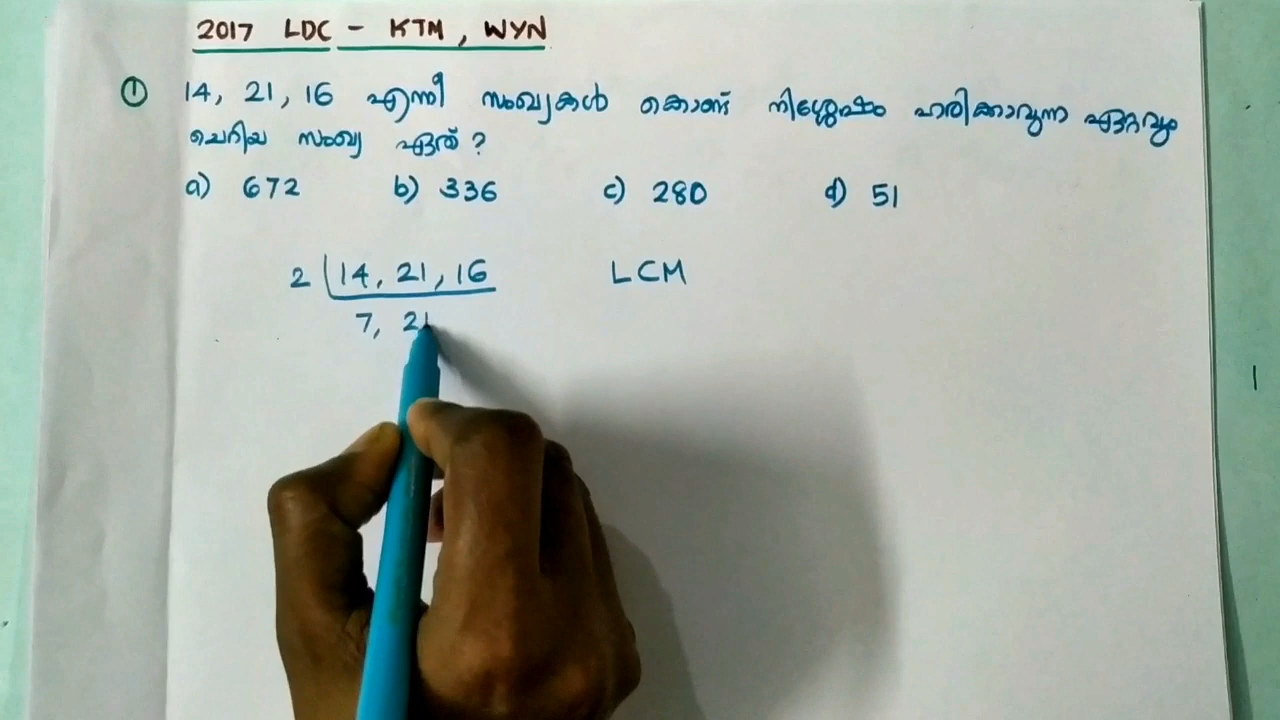 2017 LDC - KTM, WYN
① 14, 21, 16 എന്നീ സംഖ്യകൾ കൊണ്ട് നിശ്ശേഷം ഹരിക്കാവുന്ന ഏറ്റവും
ചെറിയ സംഖ്യ ഏത് ?
a) 672 b) 336 c) 280 d) 51
2 14, 21, 16 LCM
7, 21